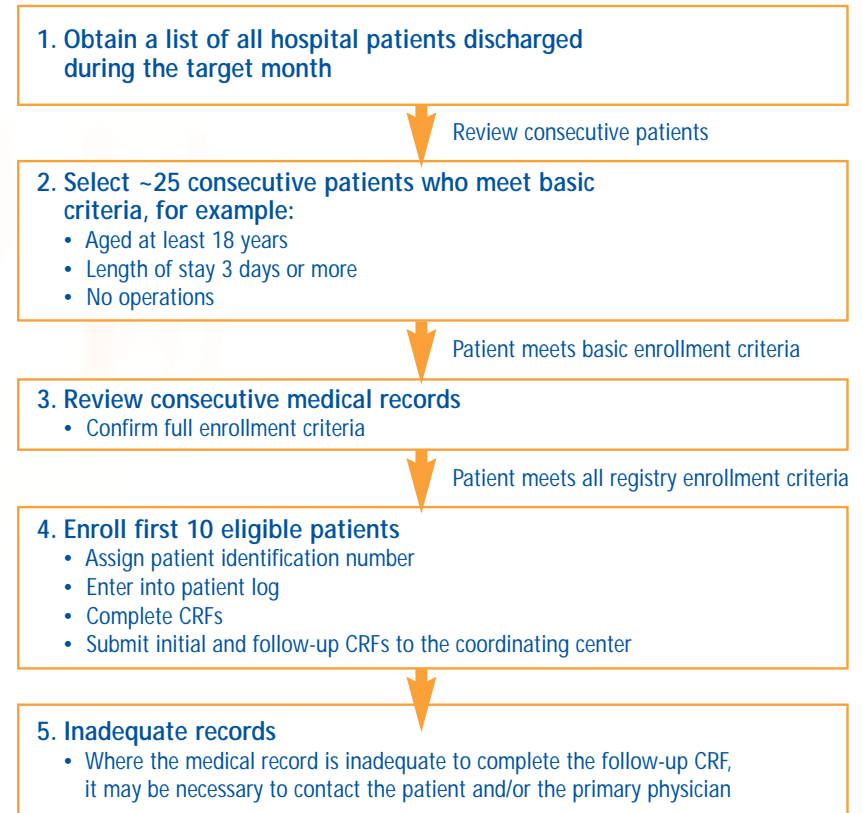 1. Obtain a list of all hospital patients discharged
during the target month
Review consecutive patients
2. Select ~25 consecutive patients who meet basic
criteria, for example:
• Aged at least 18 years
• Length of stay 3 days or more
• No operations
Patient meets basic enrollment criteria
3. Review consecutive medical records
• Confirm full enrollment criteria
Patient meets all registry enrollment criteria
4. Enroll first 10 eligible patients
• Assign patient identification number
• Enter into patient log
• Complete CRFs
• Submit initial and follow-up CRFs to the coordinating center
5. Inadequate records
• Where the medical record is inadequate to complete the follow-up CRF,
it may be necessary to contact the patient and/or the primary physician